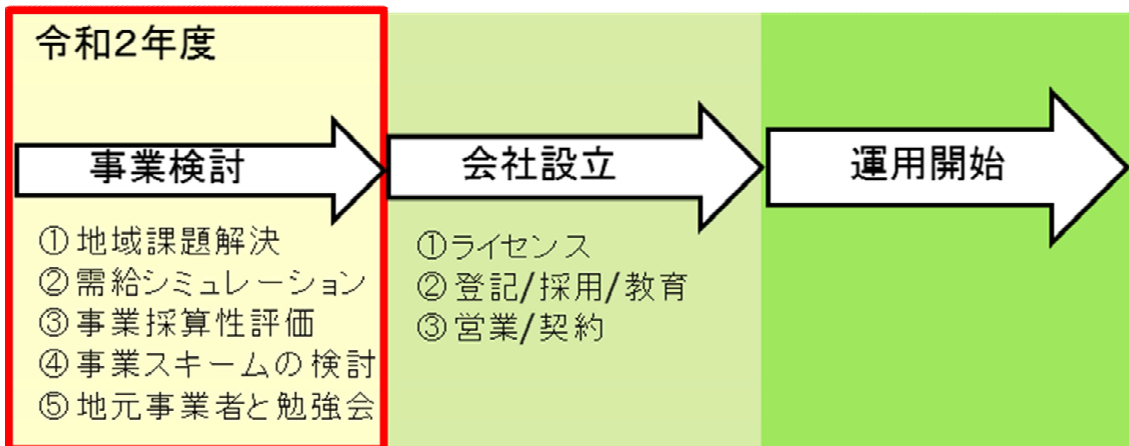 令和2年度
事業検討
①地域課題解決
②需給シミュレーション
③事業採算性評価
④事業スキームの検討
⑤地元事業者と勉強会
会社設立
①ライセンス
②登記/採用/教育
③営業/契約
運用開始